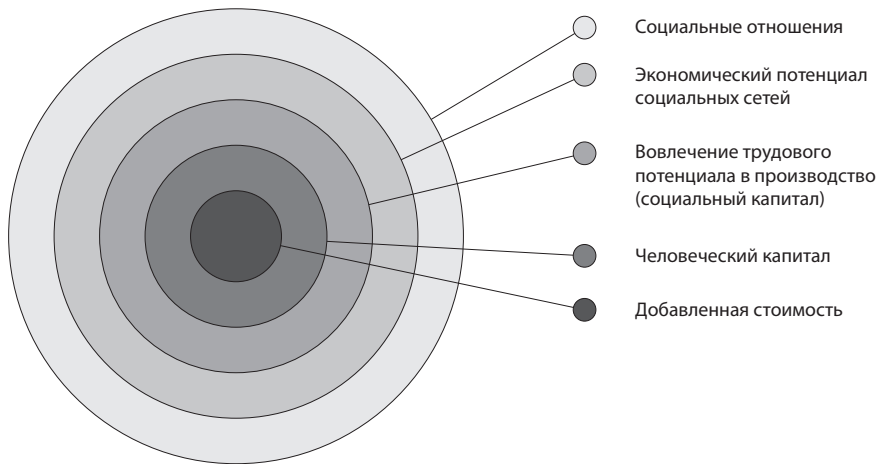 Социальные отношения
Экономический потенциал
социальных сетей
Вовлечение трудового
потенциала в производство
(социальный капитал)
Человеческий капитал
Добавленная стоимость